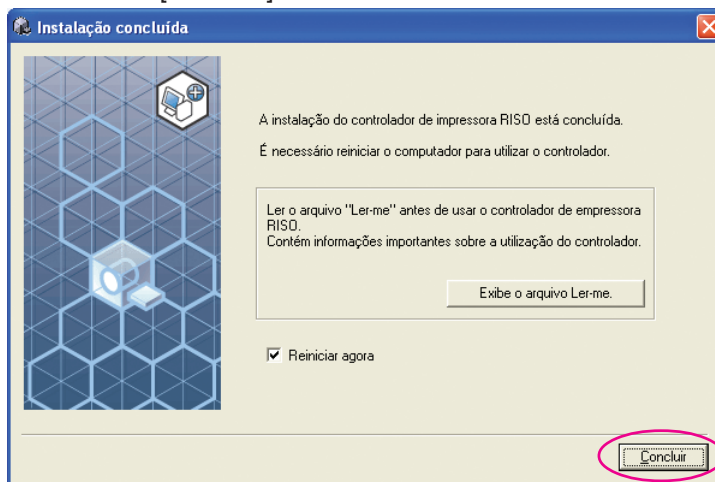 Instalação concluída
A instalação do controlador de impressora RISO está concluída.
É necessário reiniciar o computador para utilizar o controlador.
Ler o arquivo "Ler-me" antes de usar o controlador de empressora
RISO.
Contém informações importantes sobre a utilização do controlador.
Exibe o arquivo Ler-me.
Reiniciar agora
Concluir